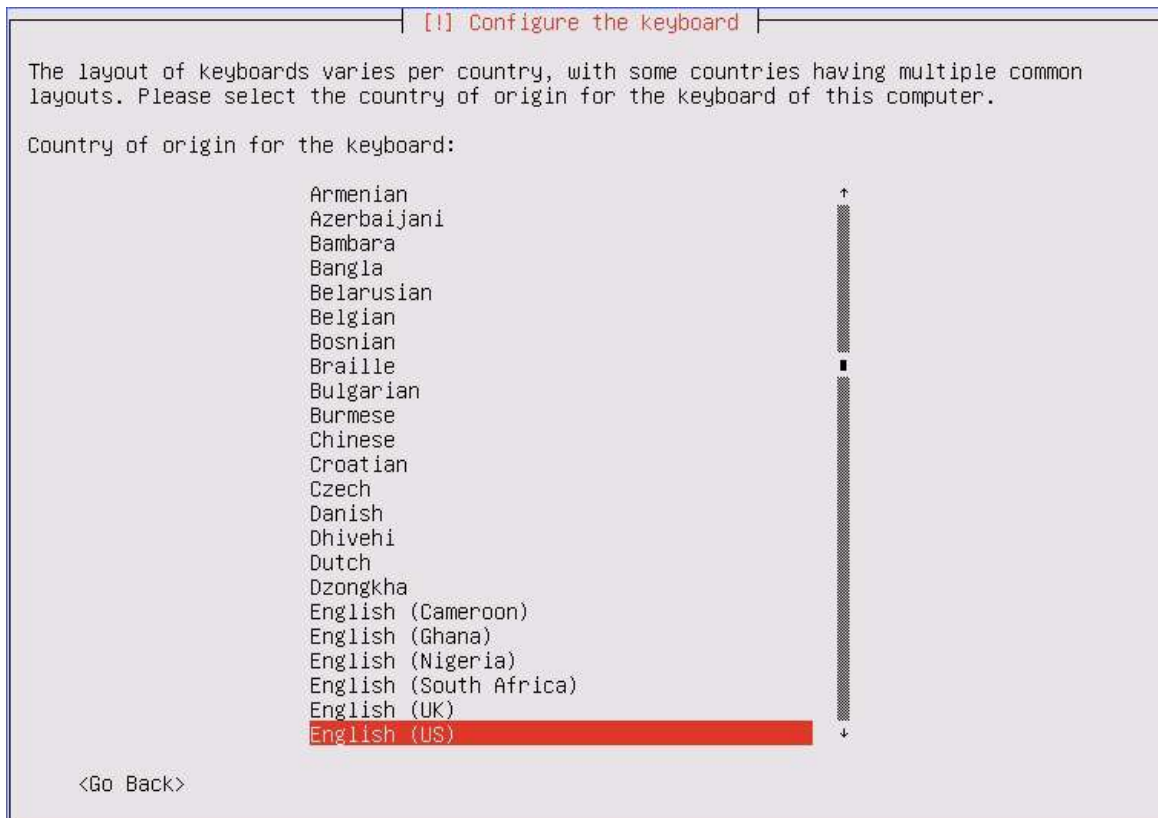 [!] Configure the keyboard
The layout of keyboards varies per country, with some countries having multiple common
layouts. Please select the country of origin for the keyboard of this computer.
Country of origin for the keyboard:
Armenian
Azerbaijani
Bambara
Bangla
Belarusian
Belgian
Bosnian
Braille
Bulgarian
Burmese
Chinese
Croatian
Czech
Danish
Dhivehi
Dutch
Dzongkha
English (Cameroon)
English (Ghana)
English (Nigeria)
English (South Africa)
English (UK)
English (US)
<Go Back>